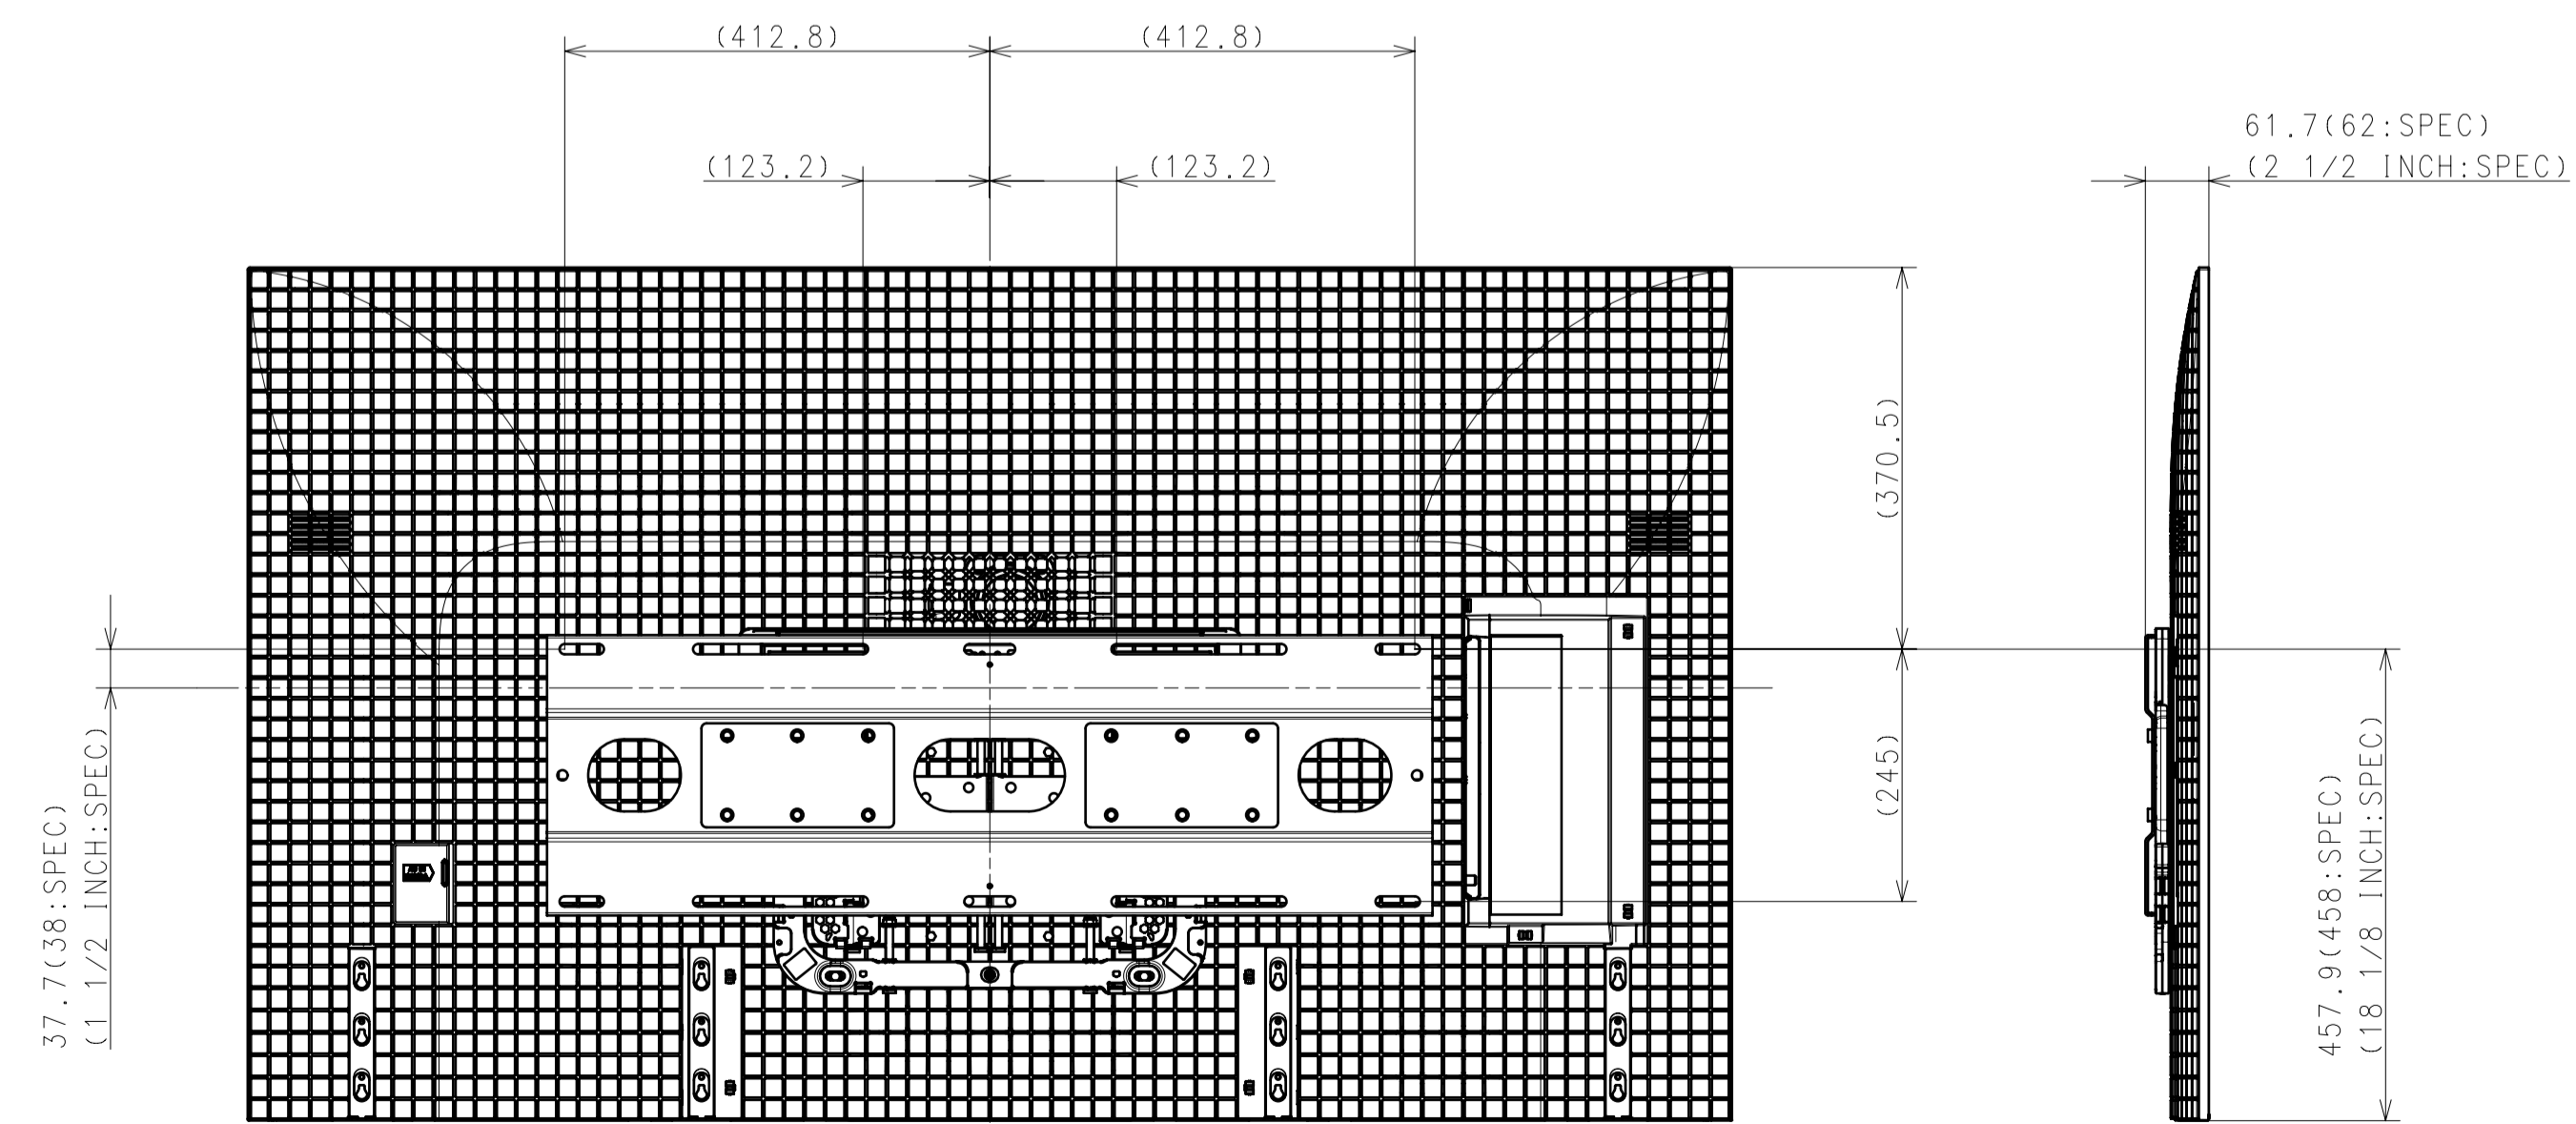 (412.8)
(412.8)
61.7(62:SPEC)
(2 1/2 INCH:SPEC)
(123.2)
(123.2)
(370.5)
37.7(38:SPEC)
(1 1/2 INCH:SPEC)
(245)
457.9(458:SPEC)
(18 1/8 INCH:SPEC)